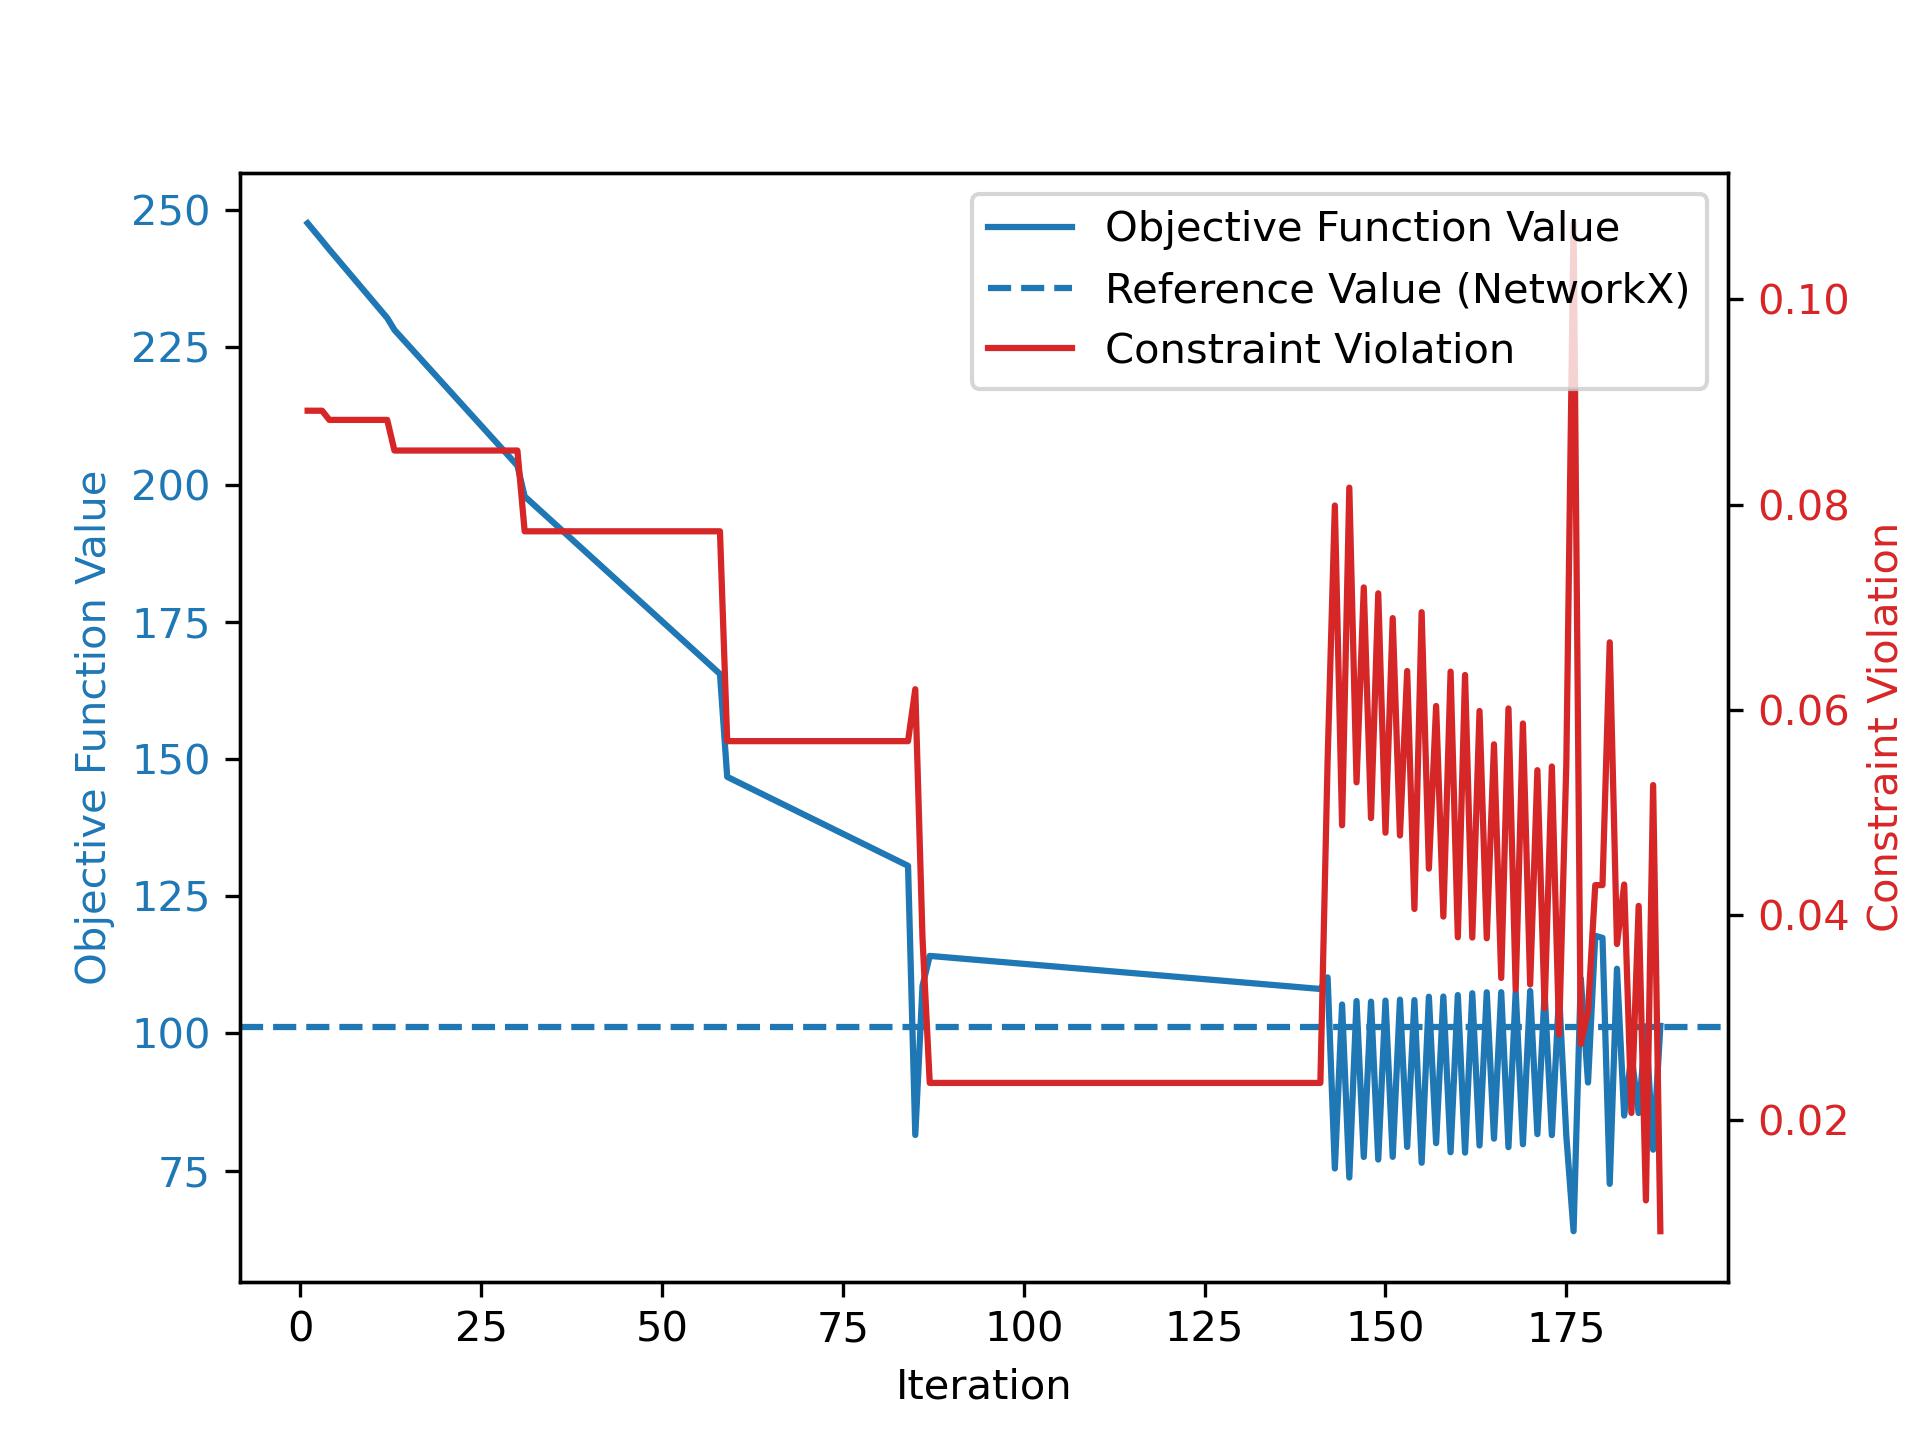 Objective Function Value
Reference Value (NetworkX)
Constraint Violation
250
225
200
175
150
125
100
75
Objective Function Value
0.10
0.08
0.06
0.04
0.02
Constraint Violation
0 25 50 75 100 125 150 175
Iteration